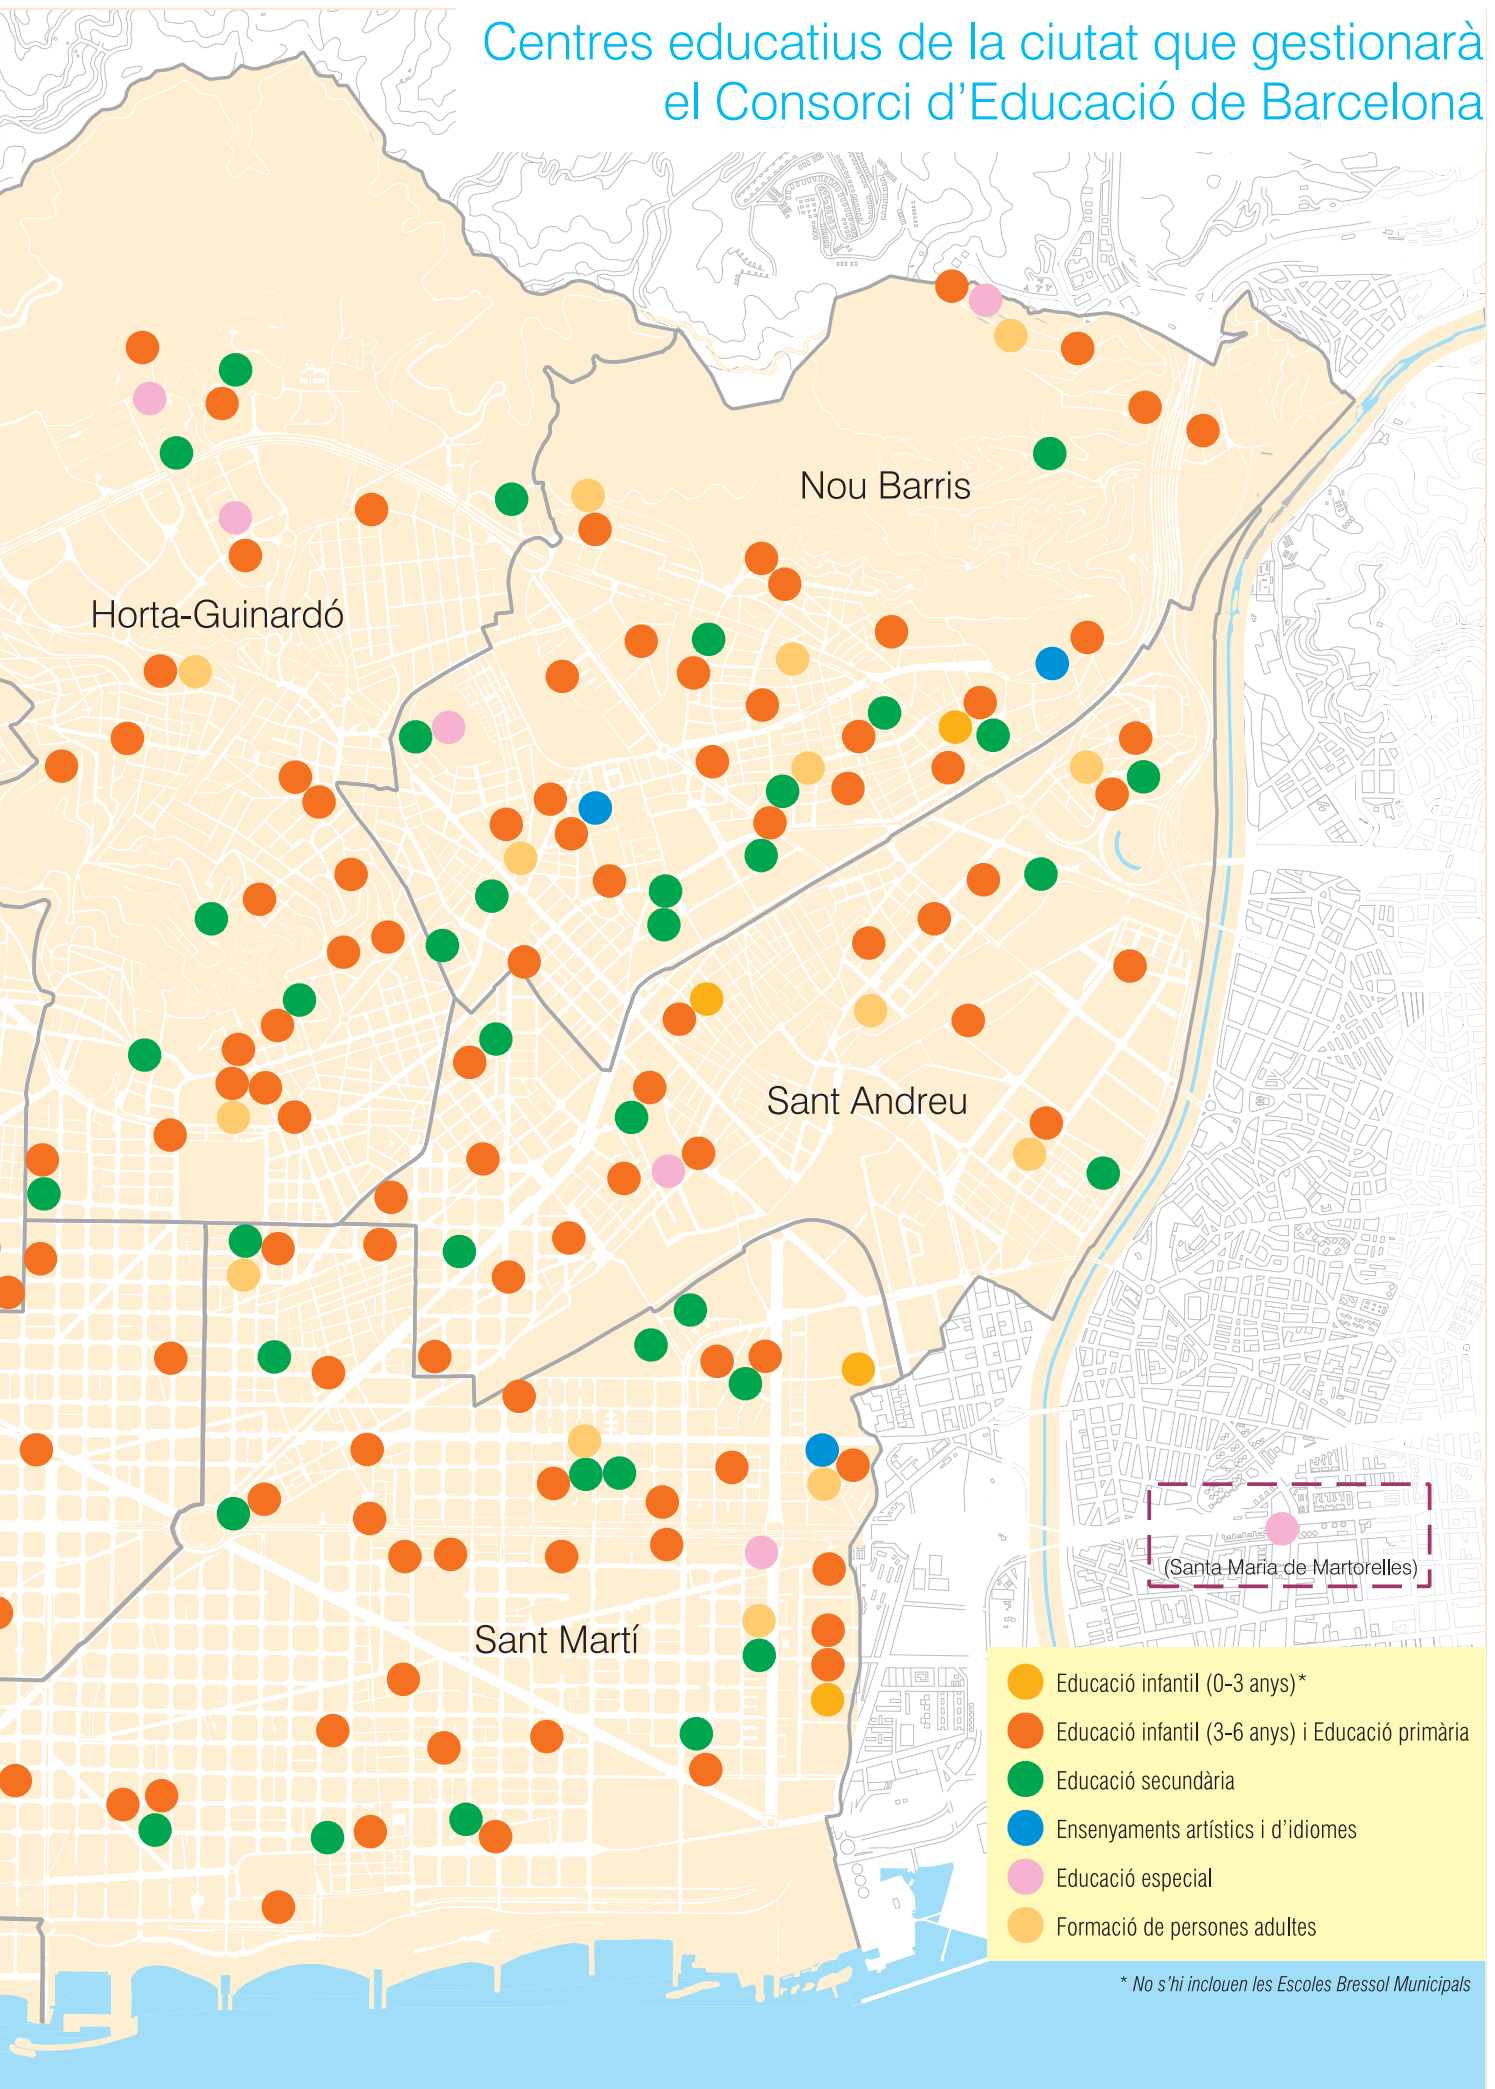 Centres educatius de la ciutat que gestionarà
el Consorci d'Educació de Barcelona
Nou Barris
Horta-Guinardó
Sant Andreu
Sant Martí
(Santa Maria de Martorelles)
Educació infantil (0-3 anys)*
Educació infantil (3-6 anys) i Educació primària
Educació secundària
Ensenyaments artístics i d'idiomes
Educació especial
Formació de persones adultes
* No s'hi inclouen les Escoles Bressol Municipals